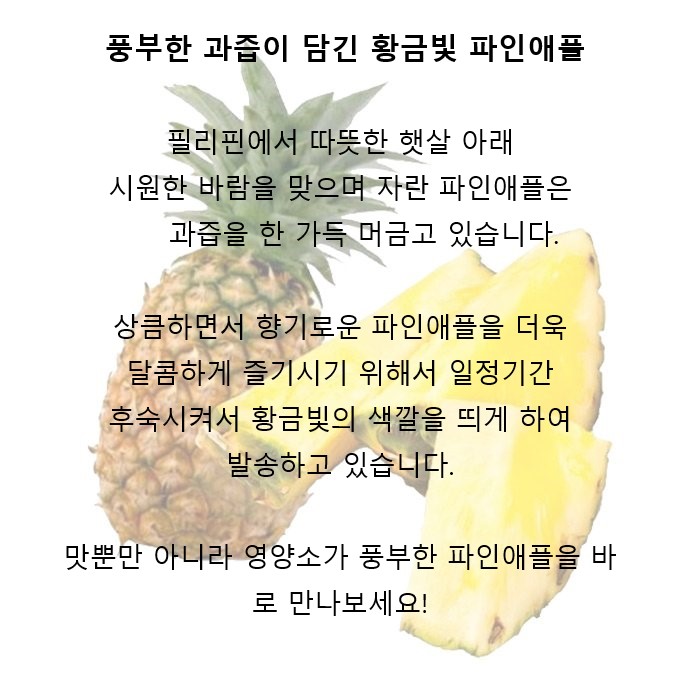 풍부한 과즙이 담긴 황금빛 파인애플
필리핀에서 따뜻한 햇살 아래
시원한 바람을 맞으며 자란 파인애플은
과즙을 한 가득 머금고 있습니다.
상큼하면서 향기로운 파인애플을 더욱
달콤하게 즐기시기 위해서 일정기간
후숙시켜서 황금빛의 색깔을 띄게 하여
발송하고 있습니다.
맛뿐만 아니라 영양소가 풍부한 파인애플을 바
로 만나보세요!